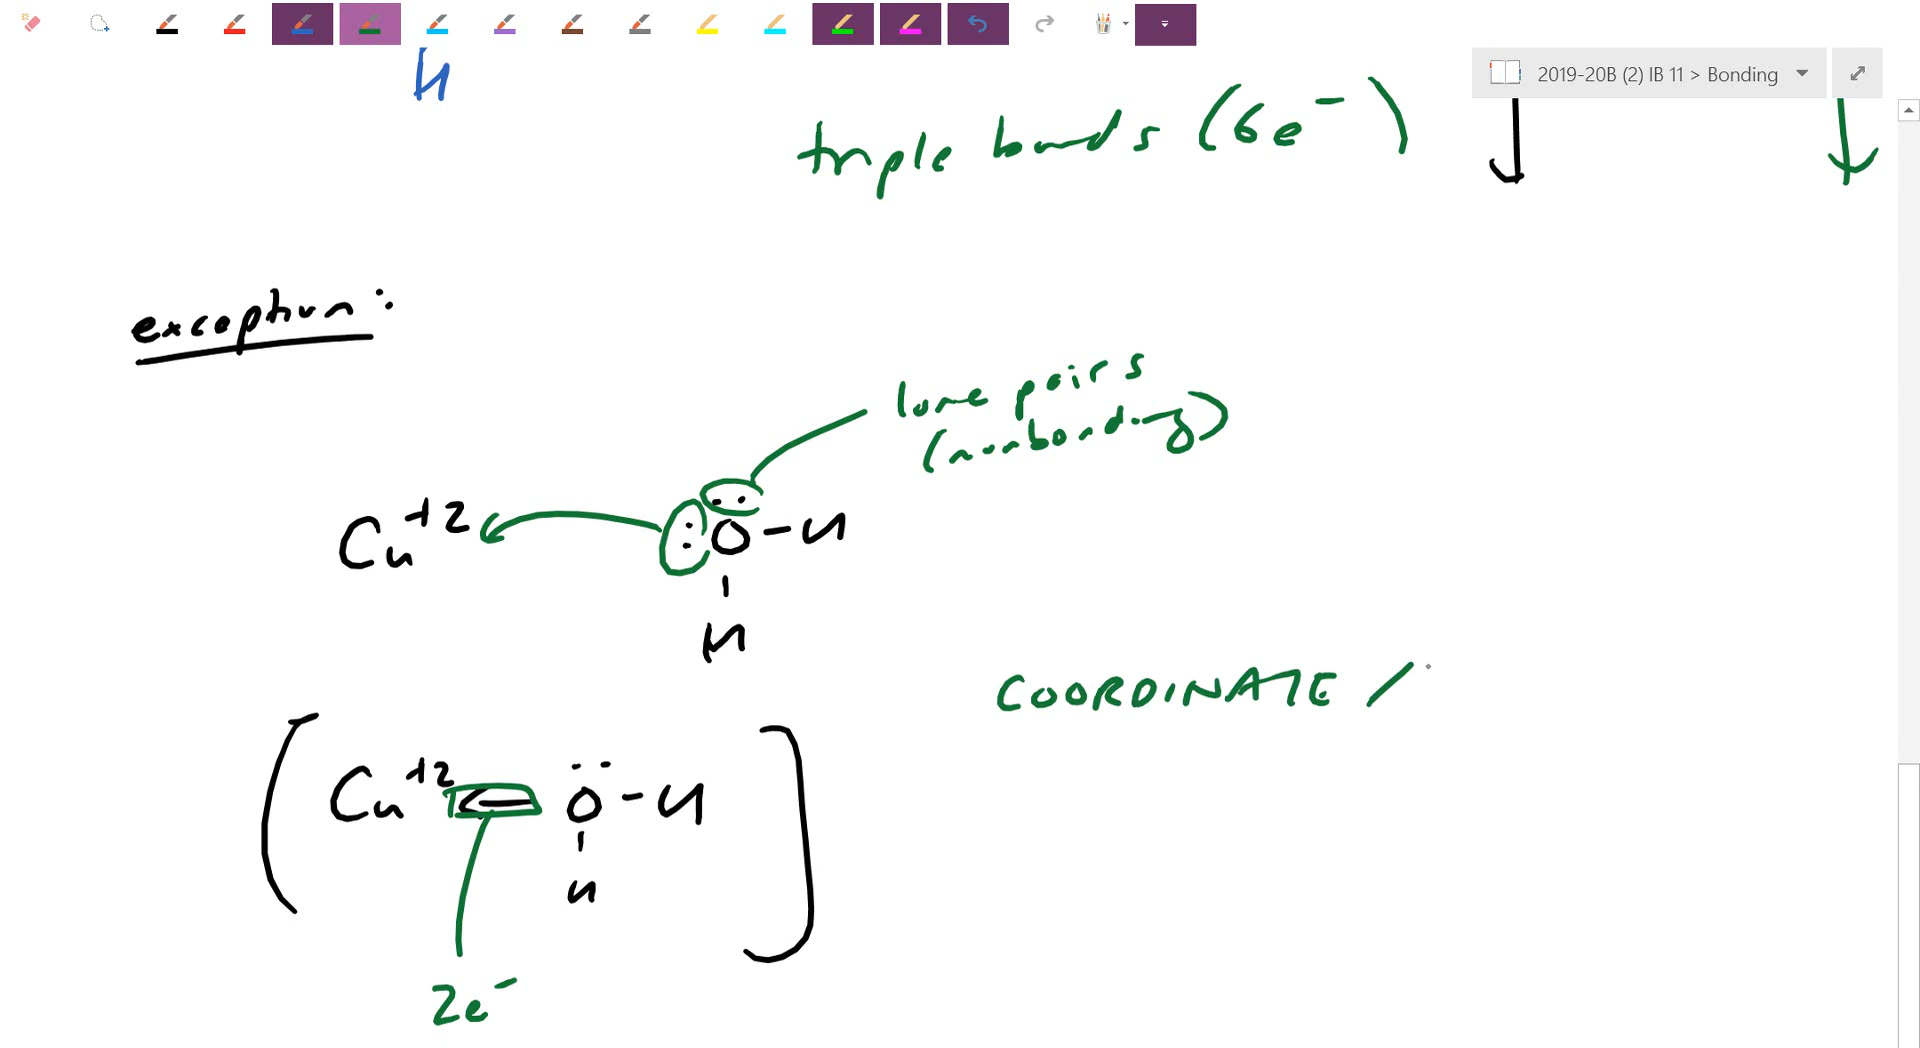 2019-20B (2) IB 11 > Bonding
H
triple bonds (6e⁻)
exception:
lone pairs
(nonbonding)
Cu⁺² :Ö-H
H
COORDINATE /
[Cu⁺² ← Ö-H]
H
2e⁻